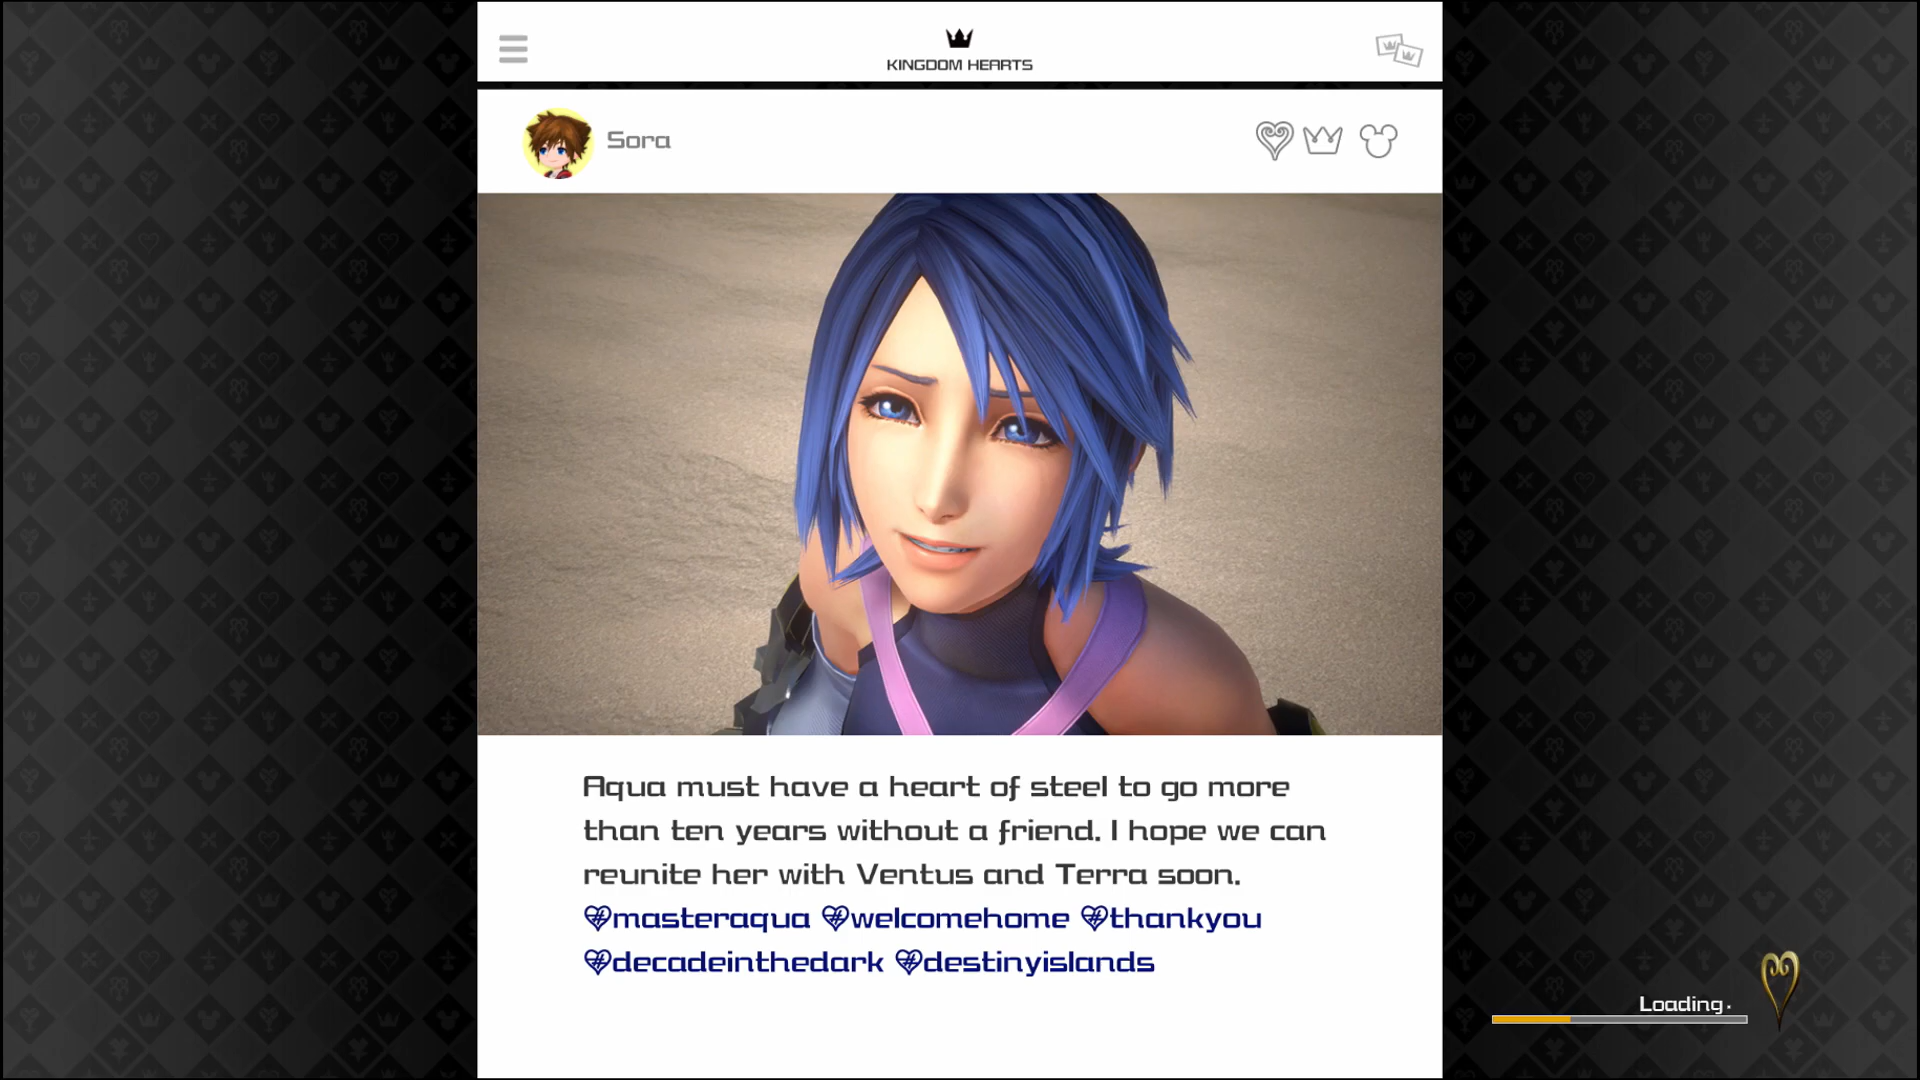 KINGDOM HEARTS
Sora
Aqua must have a heart of steel to go more
than ten years without a friend. I hope we can
reunite her with Ventus and Terra soon.
#masteraqua #welcomehome #thankyou
#decadeinthedark #destinyislands
Loading.